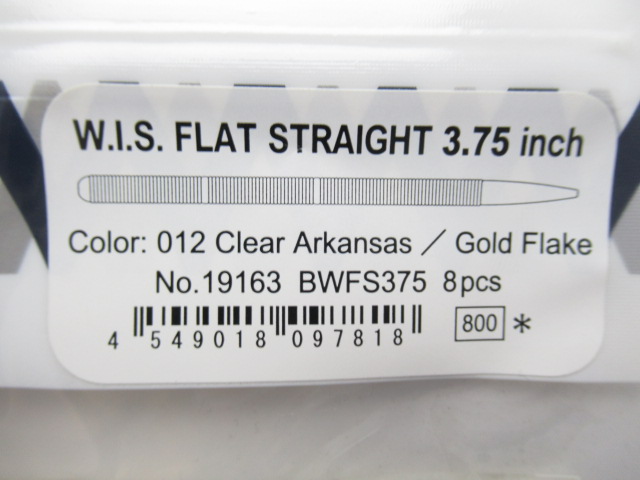 W.I.S. FLAT STRAIGHT 3.75 inch
Color: 012 Clear Arkansas ／ Gold Flake
No.19163 BWFS375 8pcs
4 549018 097818 800 *